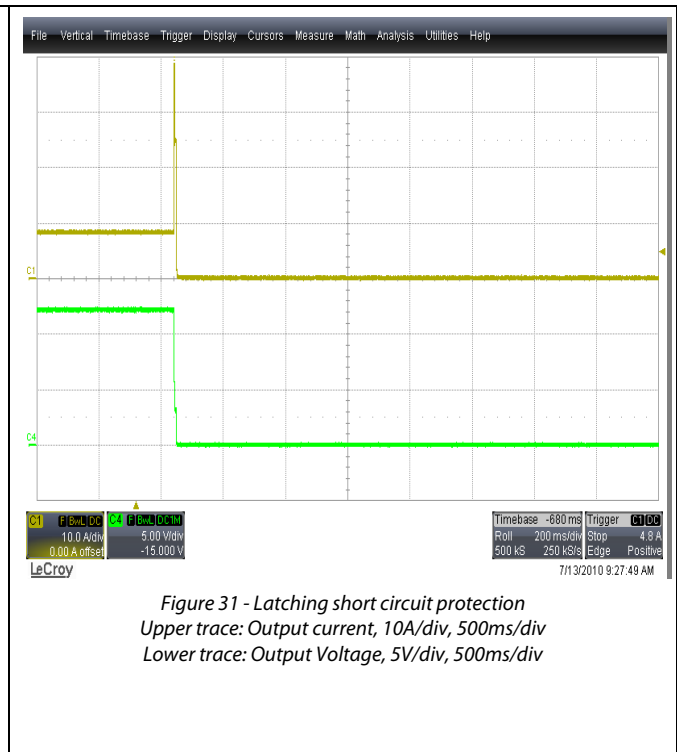 File Vertical Timebase Trigger Display Cursors Measure Math Analysis Utilities Help
C1
C4
C1 F BwL DC
10.0 A/div
0.00 A offset
C4 F BwL DC1M
5.00 V/div
-15.000 V
Timebase -680 ms
Roll 200 ms/div
500 kS 250 kS/s
Trigger C1 DC
Stop 4.8 A
Edge Positive
LeCroy
7/13/2010 9:27:49 AM
Figure 31 - Latching short circuit protection
Upper trace: Output current, 10A/div, 500ms/div
Lower trace: Output Voltage, 5V/div, 500ms/div